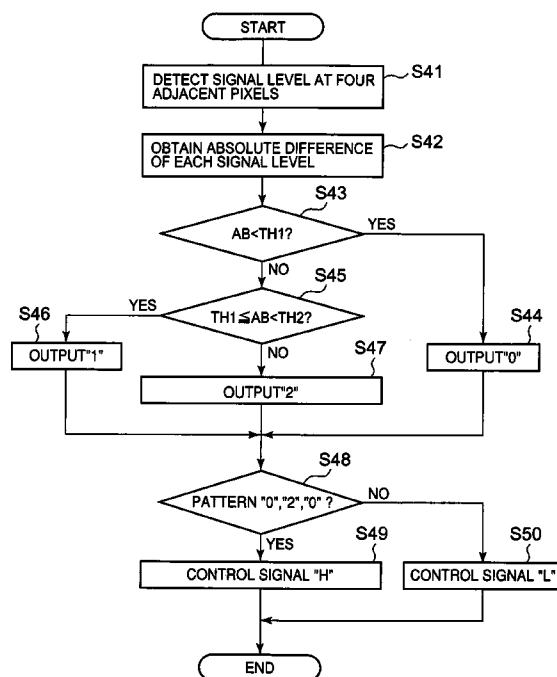 START
S41
DETECT SIGNAL LEVEL AT FOUR
ADJACENT PIXELS
S42
OBTAIN ABSOLUTE DIFFERENCE
OF EACH SIGNAL LEVEL
S43
AB<TH1?
YES
NO
S45
TH1≦AB<TH2?
YES
NO
S46
OUTPUT"1"
S47
OUTPUT"2"
S44
OUTPUT"0"
S48
PATTERN "0","2","0" ?
NO
YES
S49
CONTROL SIGNAL "H"
S50
CONTROL SIGNAL "L"
END